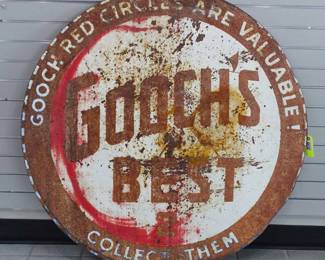 GOOCH RED CIRCLES ARE VALUABLE!
GOOCH'S
BEST
COLLECT THEM